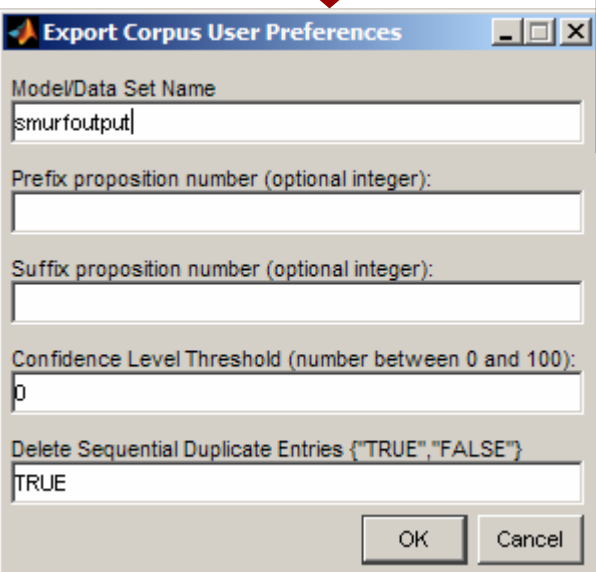 Export Corpus User Preferences
Model/Data Set Name
smurfoutput
Prefix proposition number (optional integer):
Suffix proposition number (optional integer):
Confidence Level Threshold (number between 0 and 100):
0
Delete Sequential Duplicate Entries {"TRUE","FALSE"}
TRUE
OK Cancel